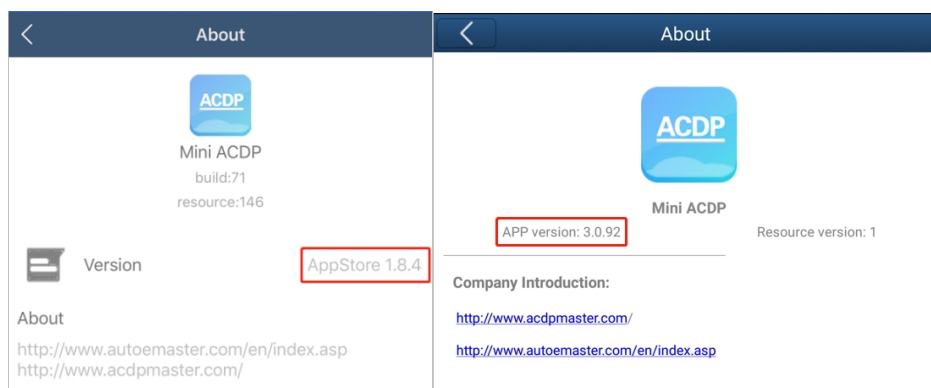 About
ACDP
Mini ACDP
build:71
resource:146
Version
AppStore 1.8.4
About
http://www.autoemaster.com/en/index.asp
http://www.acdpmaster.com/
About
ACDP
Mini ACDP
APP version: 3.0.92
Resource version: 1
Company Introduction:
http://www.acdpmaster.com/
http://www.autoemaster.com/en/index.asp